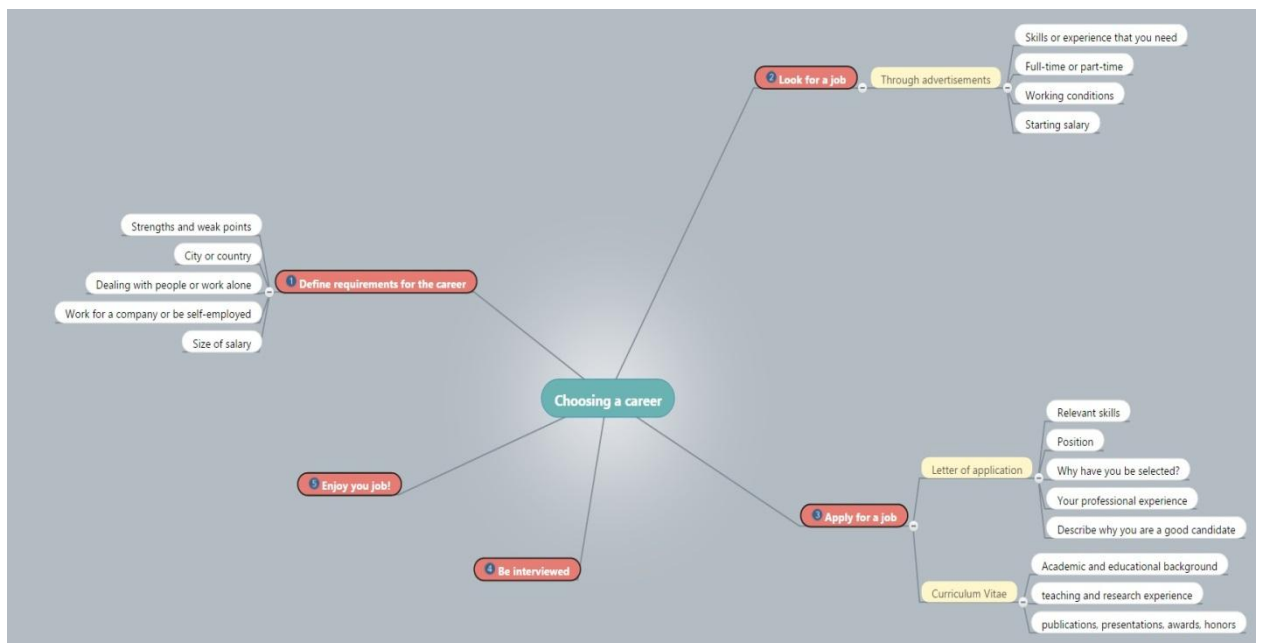 Choosing a career
1 Define requirements for the career
Strengths and weak points
City or country
Dealing with people or work alone
Work for a company or be self-employed
Size of salary
2 Look for a job
Through advertisements
Skills or experience that you need
Full-time or part-time
Working conditions
Starting salary
3 Apply for a job
Letter of application
Relevant skills
Position
Why have you be selected?
Your professional experience
Describe why you are a good candidate
Curriculum Vitae
Academic and educational background
teaching and research experience
publications, presentations, awards, honors
4 Be interviewed
5 Enjoy you job!